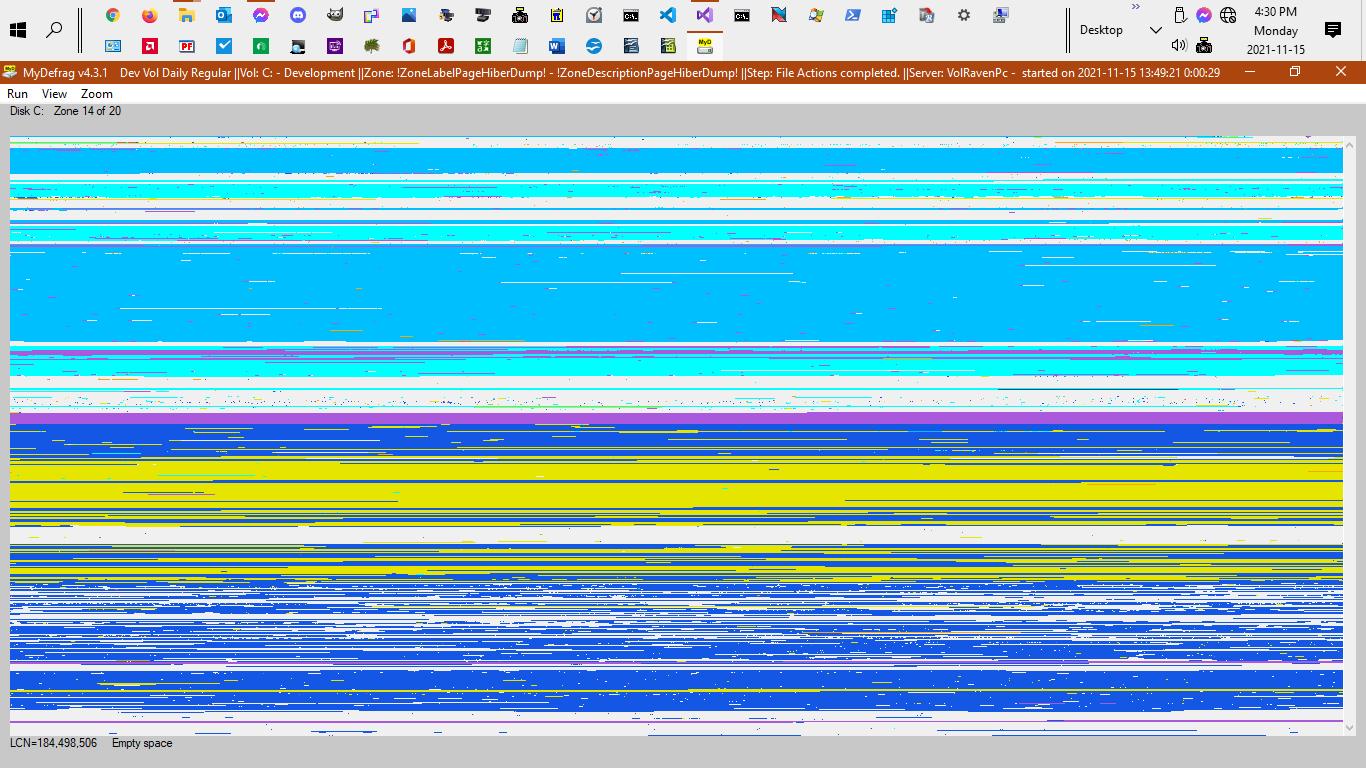 4:30 PM
Desktop
Monday
2021-11-15
MyDefrag v4.3.1 Dev Vol Daily Regular ||Vol: C: - Development ||Zone: !ZoneLabelPageHiberDump! - !ZoneDescriptionPageHiberDump! ||Step: File Actions completed. ||Server: VolRavenPc - started on 2021-11-15 13:49:21 0:00:29
Run View Zoom
Disk C: Zone 14 of 20
LCN=184,498,506 Empty space